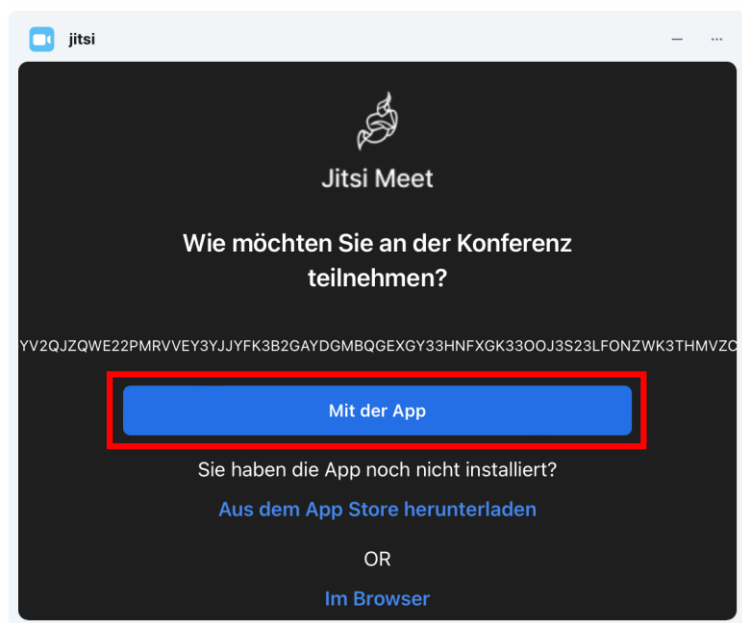 jitsi
Jitsi Meet
Wie möchten Sie an der Konferenz
teilnehmen?
YV2QJZQWE22PMRVVEY3YJJYFK3B2GAYDGMBQGEXGY33HNFXGK33OOJ3S23LFONZWK3THMVZC
Mit der App
Sie haben die App noch nicht installiert?
Aus dem App Store herunterladen
OR
Im Browser